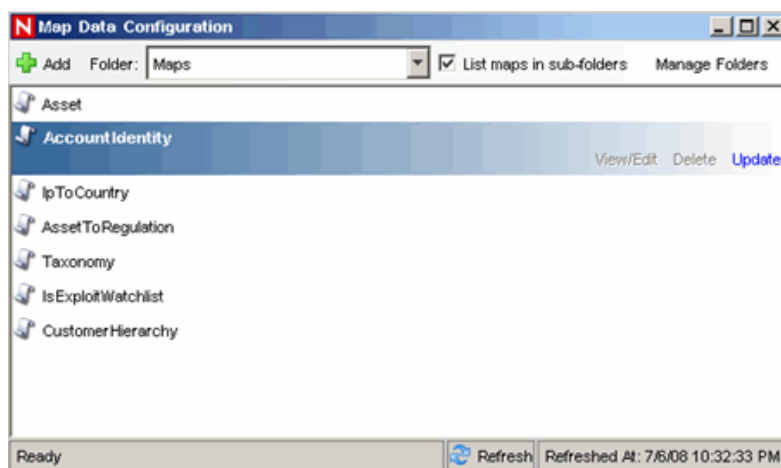 N Map Data Configuration
Add Folder: Maps List maps in sub-folders Manage Folders
Asset
AccountIdentity
View/Edit Delete Update
IpToCountry
AssetToRegulation
Taxonomy
IsExploitWatchlist
CustomerHierarchy
Ready Refresh Refreshed At: 7/6/08 10:32:33 PM